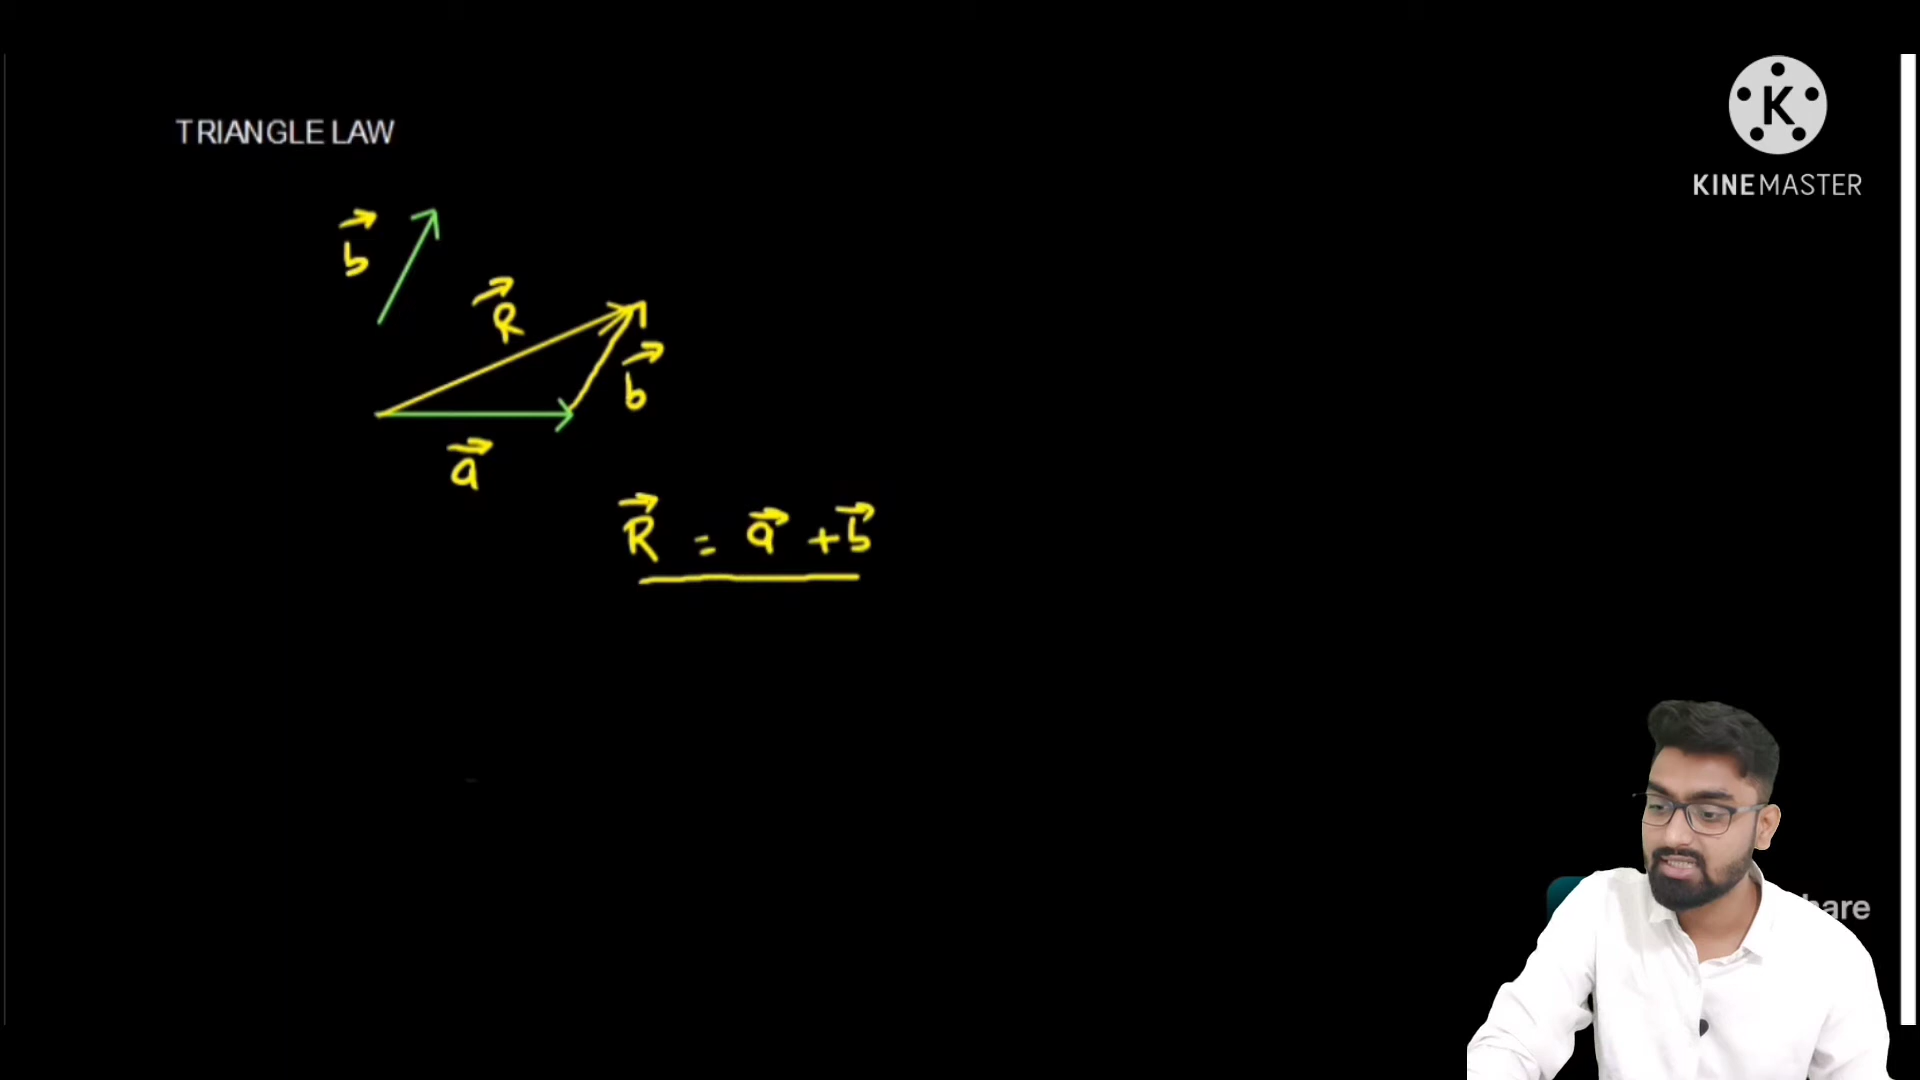 K
KINEMASTER
TRIANGLE LAW
b⃗
R⃗
b⃗
a⃗
R⃗ = a⃗ + b⃗